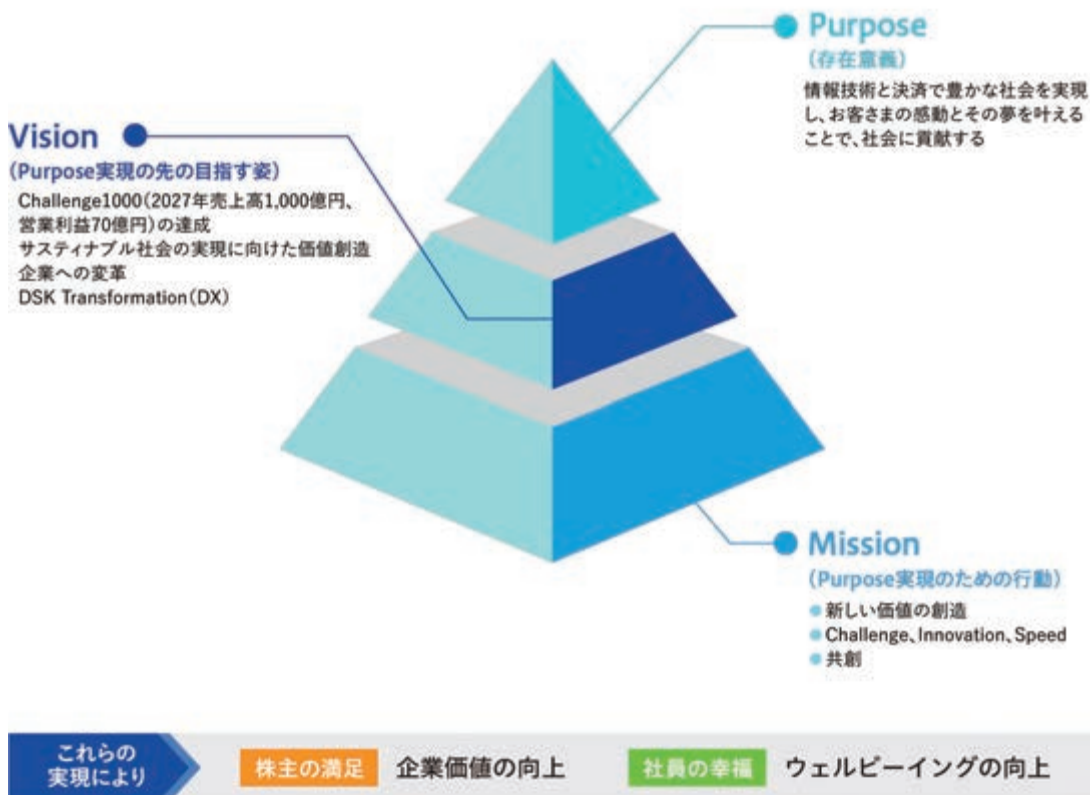 Purpose
(存在意義)
情報技術と決済で豊かな社会を実現
し、お客さまの感動とその夢を叶える
ことで、社会に貢献する
Vision
(Purpose実現の先の目指す姿)
Challenge1000(2027年売上高1,000億円、
営業利益70億円)の達成
サスティナブル社会の実現に向けた価値創造
企業への変革
DSK Transformation(DX)
Mission
(Purpose実現のための行動)
新しい価値の創造
Challenge、Innovation、Speed
共創
これらの
実現により
株主の満足 企業価値の向上 社員の幸福 ウェルビーイングの向上